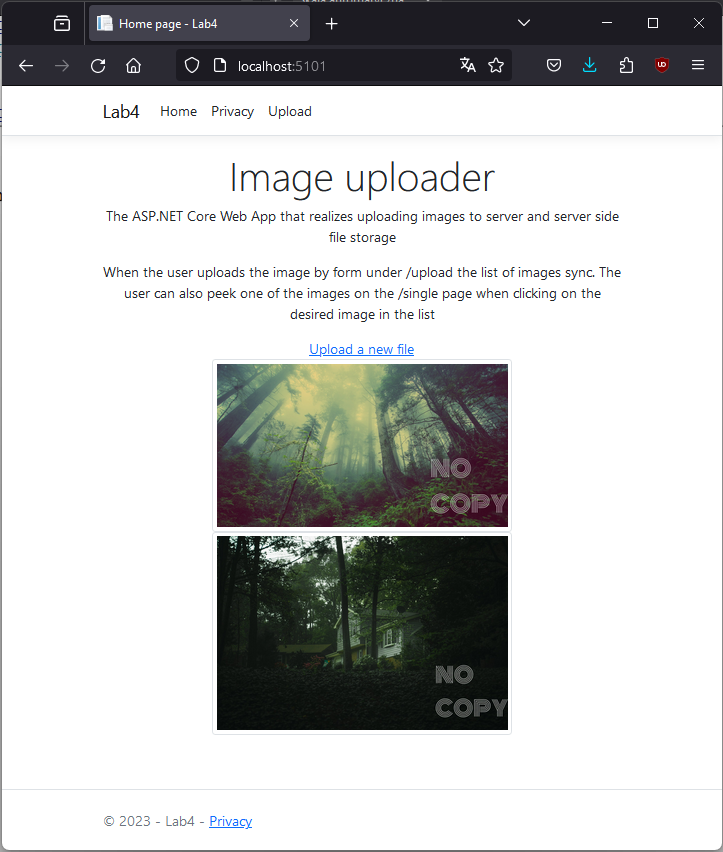 Home page - Lab4
localhost:5101
Lab4 Home Privacy Upload
Image uploader
The ASP.NET Core Web App that realizes uploading images to server and server side
file storage
When the user uploads the image by form under /upload the list of images sync. The
user can also peek one of the images on the /single page when clicking on the
desired image in the list
Upload a new file
NO
COPY
NO
COPY
© 2023 - Lab4 - Privacy